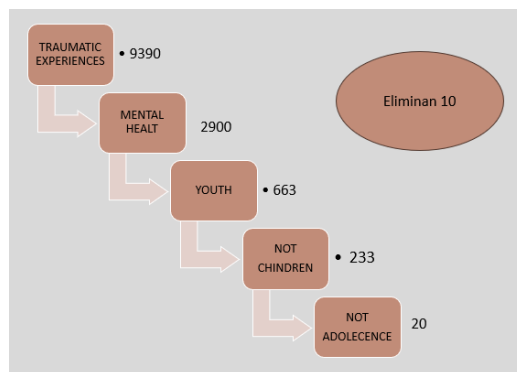 TRAUMATIC
EXPERIENCES
• 9390
Eliminan 10
MENTAL
HEALT
2900
YOUTH
• 663
NOT
CHINDREN
• 233
NOT
ADOLECENCE
20